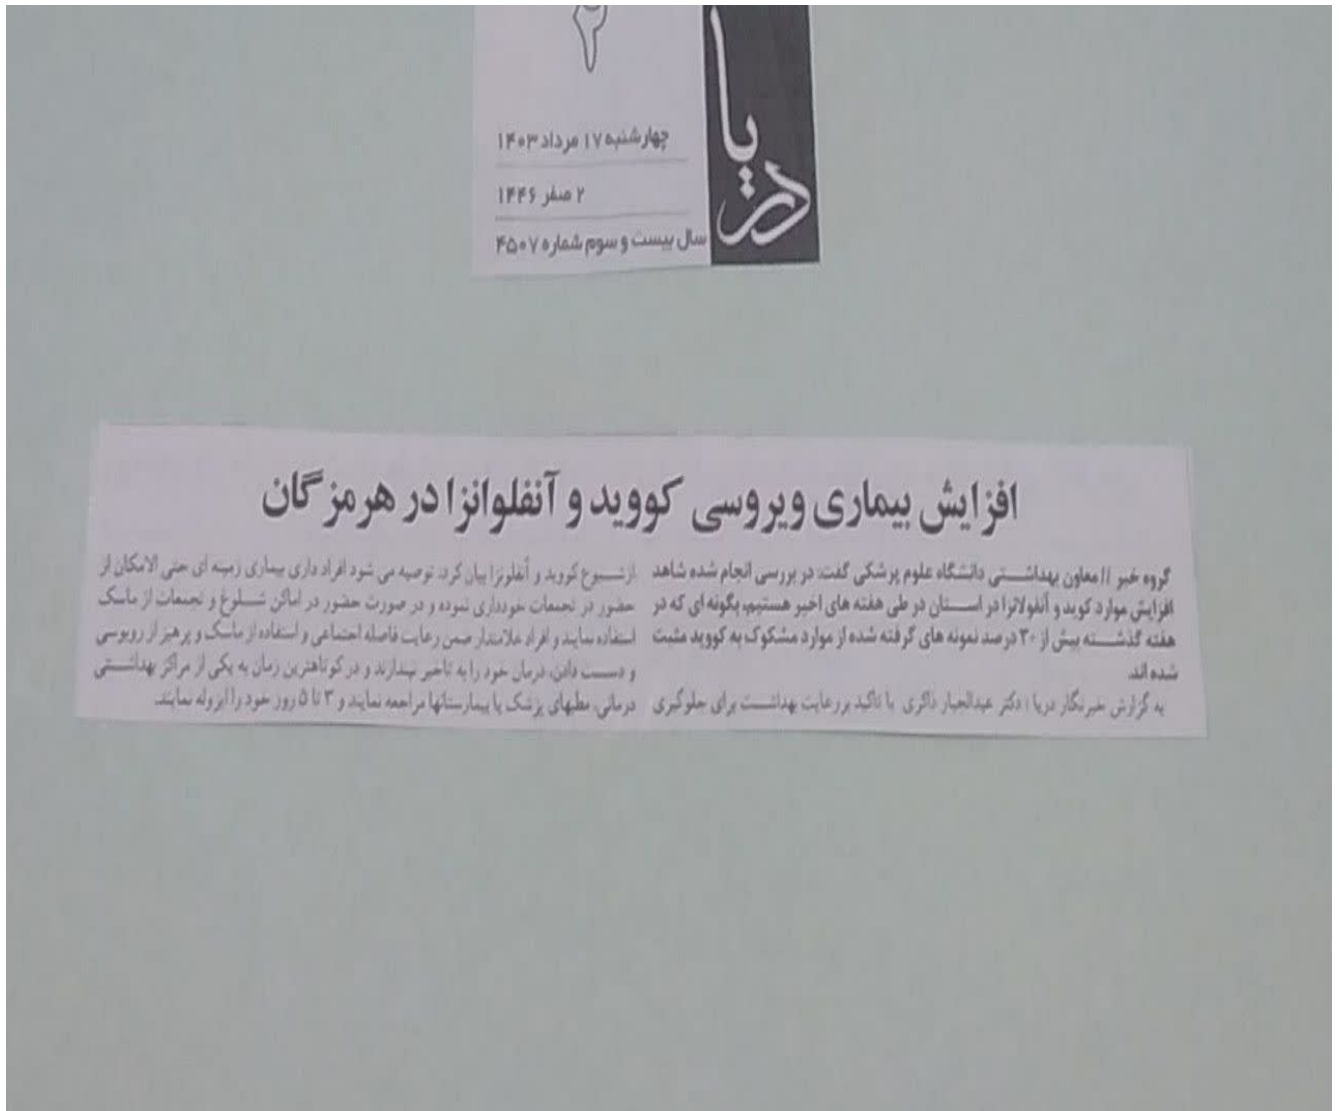 ۲
دریا
چهارشنبه ۱۷ مرداد ۱۴۰۳
۲ صفر ۱۴۴۶
سال بیست و سوم شماره ۴۵۰۷
افزایش بیماری ویروسی کووید و آنفلوانزا در هرمزگان
گروه خبر // معاون بهداشتی دانشگاه علوم پزشکی گفت: در بررسی انجام شده شاهد
افزایش موارد کوید و آنفولانزا در استان در طی هفته های اخیر هستیم، بگونه ای که در
هفته گذشته بیش از ۳۰ درصد نمونه های گرفته شده از موارد مشکوک به کووید مثبت
شده اند.
به گزارش خبرنگار دریا ؛ دکتر عبدالجبار ذاکری با تاکید بر رعایت بهداشت برای جلوگیری
از شیوع کووید و آنفلونزا بیان کرد: توصیه می شود افراد داری بیماری زمینه ای حتی الامکان از
حضور در تجمعات خودداری نموده و در صورت حضور در اماکن شلوغ و تجمعات از ماسک
استفاده نمایند و افراد علامتدار ضمن رعایت فاصله اجتماعی و استفاده از ماسک و پرهیز از روبوسی
و دست دادن، درمان خود را به تاخیر نیندازند و در کوتاهترین زمان به یکی از مراکز بهداشتی
درمانی، مطبهای پزشک یا بیمارستانها مراجعه نمایند و ۳ تا ۵ روز خود را ایزوله نمایند.